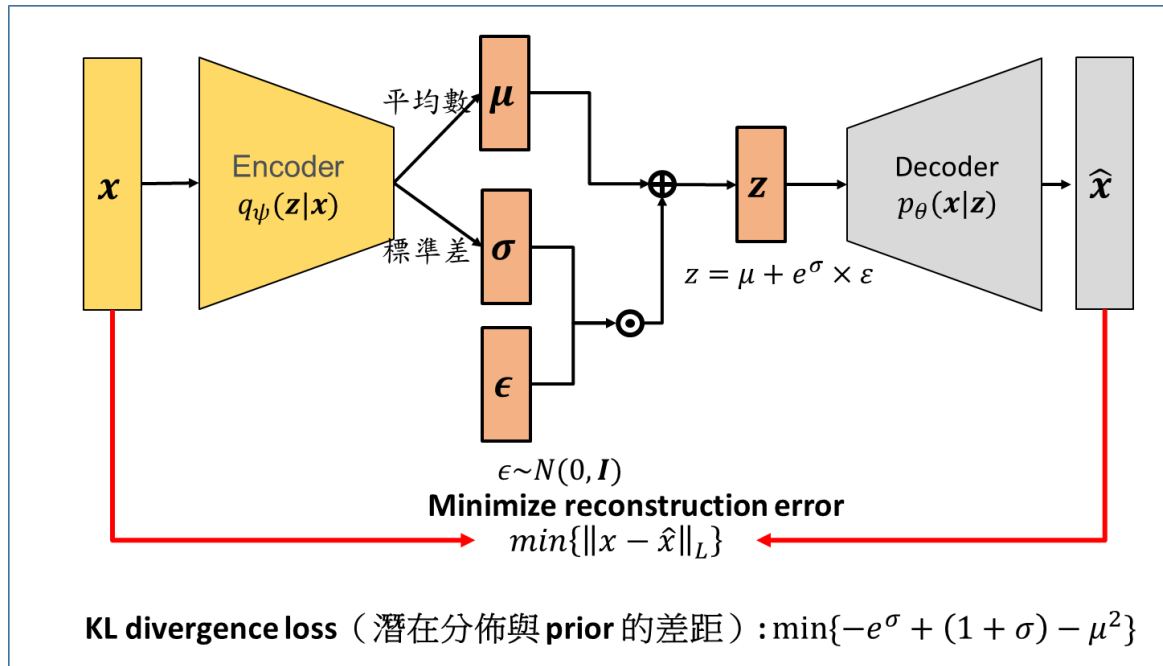 x
Encoder
q_ψ(z|x)
平均數
標準差
μ
σ
ϵ
ϵ~N(0, I)
z
z = μ + e^σ × ε
Decoder
p_θ(x|z)
x̂
Minimize reconstruction error
min{‖x − x̂‖_L}
KL divergence loss（潛在分佈與 prior 的差距）: min{−e^σ + (1 + σ) − μ²}